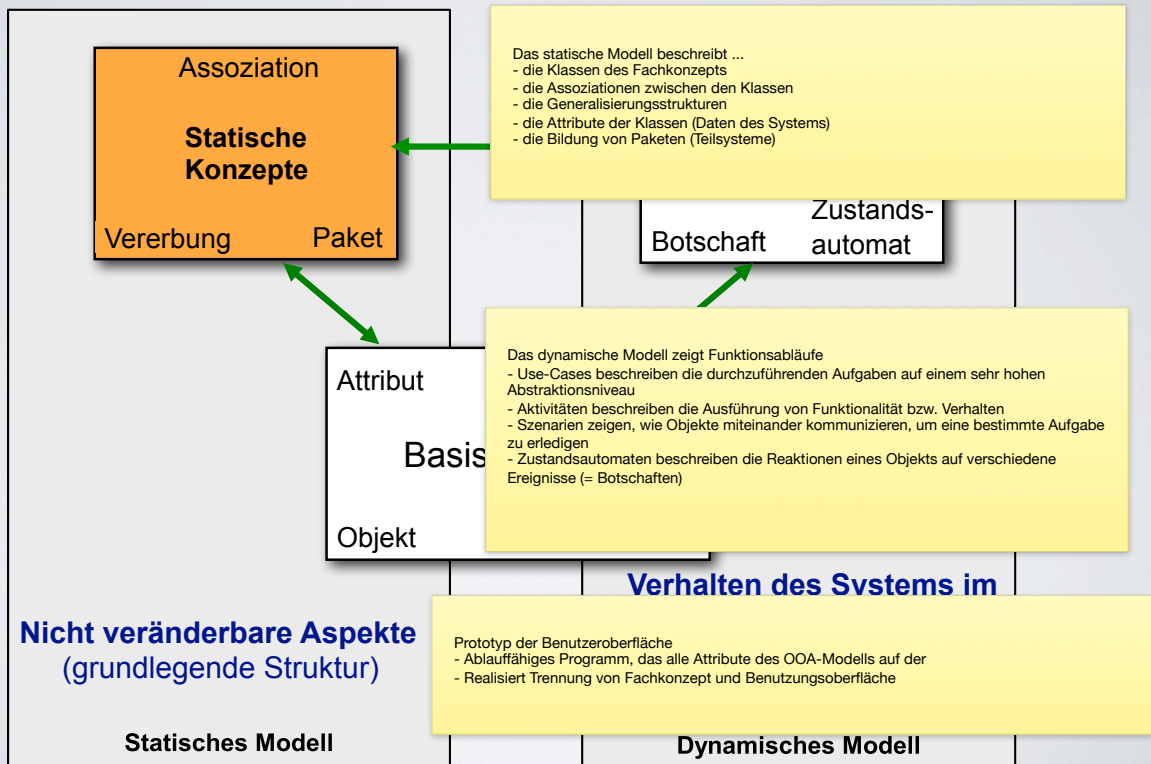 Assoziation
Statische
Konzepte
Vererbung
Paket
Das statische Modell beschreibt ...
- die Klassen des Fachkonzepts
- die Assoziationen zwischen den Klassen
- die Generalisierungsstrukturen
- die Attribute der Klassen (Daten des Systems)
- die Bildung von Paketen (Teilsysteme)
Zustands-
automat
Botschaft
Attribut
Basis
Objekt
Das dynamische Modell zeigt Funktionsabläufe
- Use-Cases beschreiben die durchzuführenden Aufgaben auf einem sehr hohen
Abstraktionsniveau
- Aktivitäten beschreiben die Ausführung von Funktionalität bzw. Verhalten
- Szenarien zeigen, wie Objekte miteinander kommunizieren, um eine bestimmte Aufgabe
zu erledigen
- Zustandsautomaten beschreiben die Reaktionen eines Objekts auf verschiedene
Ereignisse (= Botschaften)
Verhalten des Systems im
Nicht veränderbare Aspekte
(grundlegende Struktur)
Prototyp der Benutzeroberfläche
- Ablauffähiges Programm, das alle Attribute des OOA-Modells auf der
- Realisiert Trennung von Fachkonzept und Benutzungsoberfläche
Statisches Modell
Dynamisches Modell